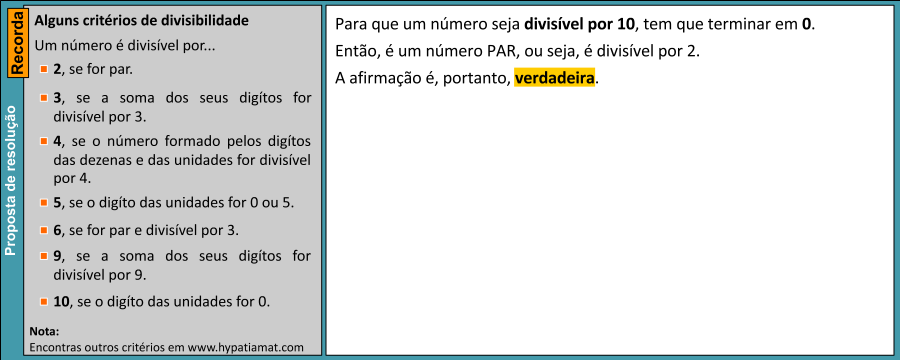 Recorda
Proposta de resolução
Alguns critérios de divisibilidade
Um número é divisível por...
2, se for par.
3, se a soma dos seus digítos for
divisível por 3.
4, se o número formado pelos digítos
das dezenas e das unidades for divisível
por 4.
5, se o digíto das unidades for 0 ou 5.
6, se for par e divisível por 3.
9, se a soma dos seus digítos for
divisível por 9.
10, se o digíto das unidades for 0.
Nota:
Encontras outros critérios em www.hypatiamat.com
Para que um número seja divisível por 10, tem que terminar em 0.
Então, é um número PAR, ou seja, é divisível por 2.
A afirmação é, portanto, verdadeira.